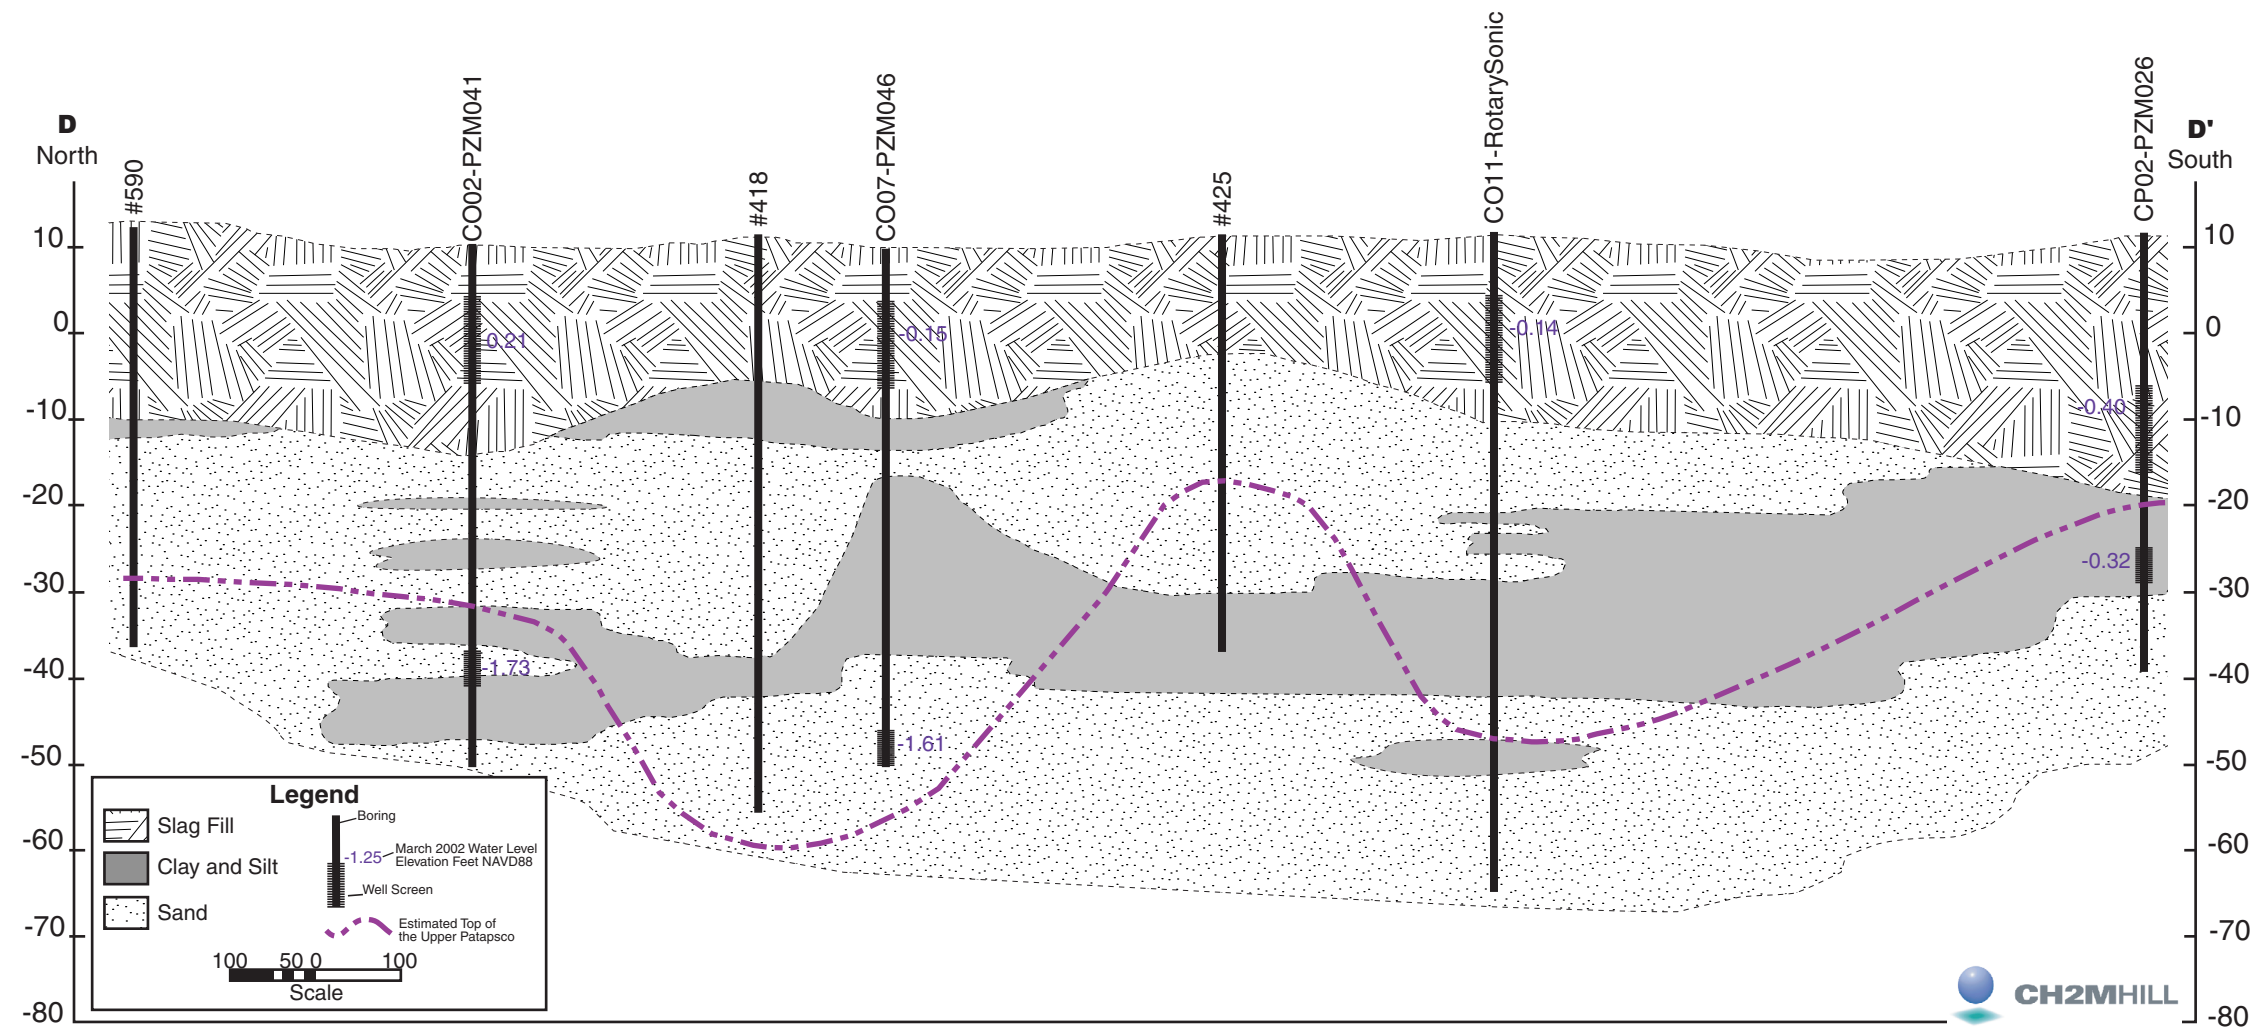 D
North
#590
CO02-PZM041
#418
CO07-PZM046
#425
CO11-RotarySonic
CP02-PZM026
D'
South
10
0
-10
-20
-30
-40
-50
-60
-70
-80
10
0
-10
-20
-30
-40
-50
-60
-70
-80
0.21
-0.15
-0.14
-0.40
-0.32
-1.73
-1.61
Legend
Slag Fill
Clay and Silt
Sand
Boring
-1.25
March 2002 Water Level
Elevation Feet NAVD88
Well Screen
Estimated Top of
the Upper Patapsco
100 50 0 100
Scale
CH2MHILL